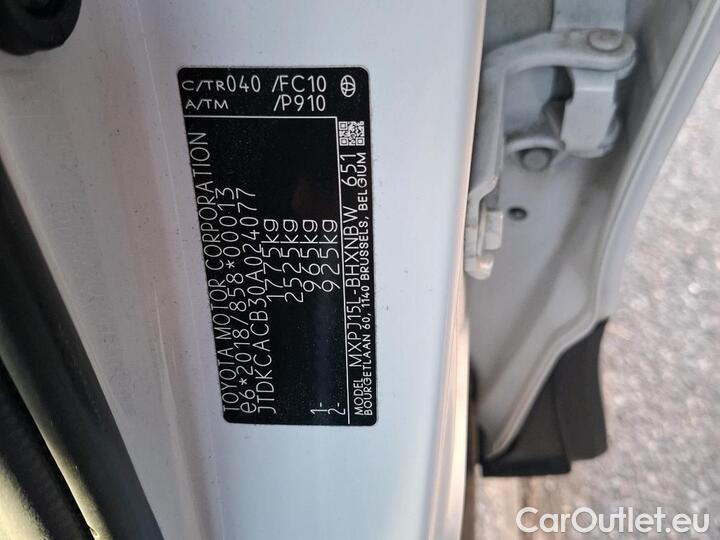 TOYOTA MOTOR CORPORATION
e6*2018/858*00013
JTDKCACB30A024077
1775kg
2525kg
1- 965kg
2- 925kg
MODEL MXPJ15L-BHXNBW 651
BOURGETLAAN 60, 1140 BRUSSELS, BELGIUM
C/TR040 /FC10
A/TM /P910
CarOutlet.eu